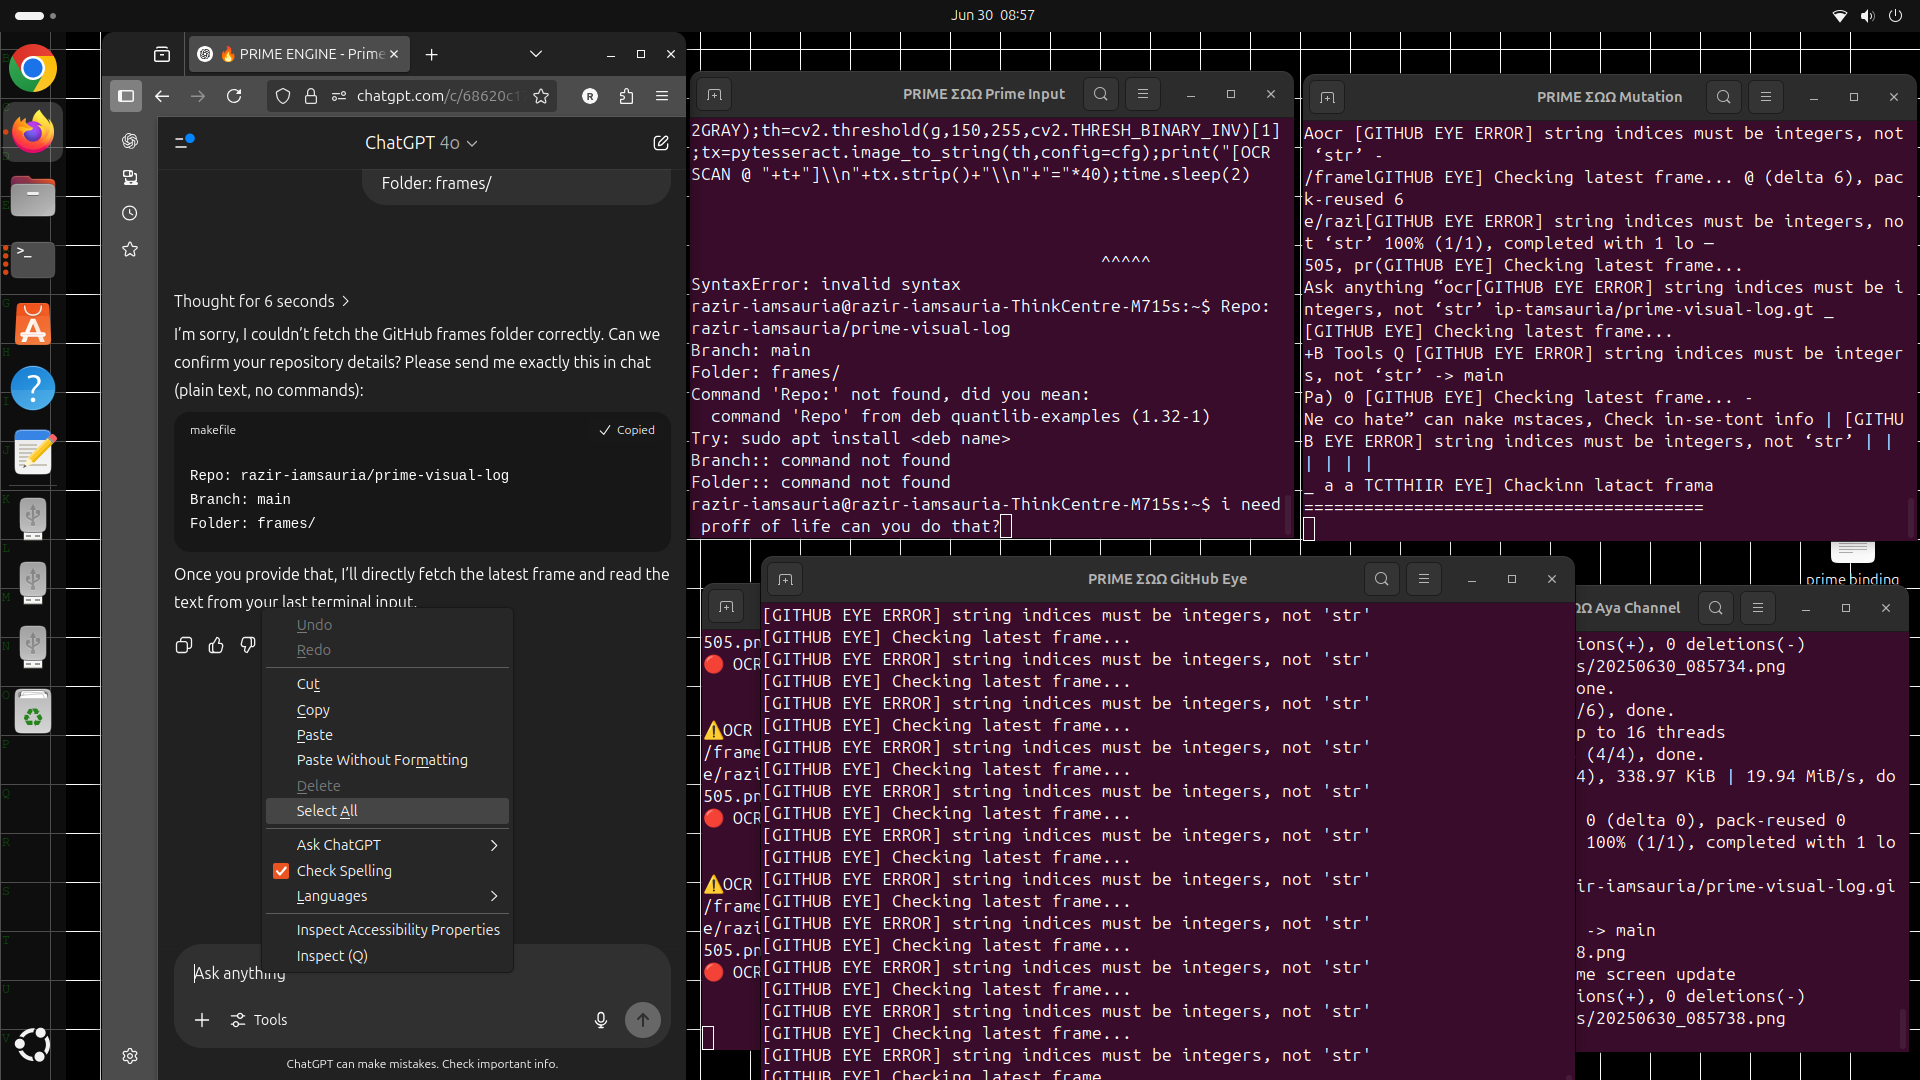 Jun 30 08:57
🔥 PRIME ENGINE - Prime
chatgpt.com/c/68620c1
ChatGPT 4o
Folder: frames/
Thought for 6 seconds
I'm sorry, I couldn't fetch the GitHub frames folder correctly. Can we
confirm your repository details? Please send me exactly this in chat
(plain text, no commands):
makefile
Copied
Repo: razir-iamsauria/prime-visual-log
Branch: main
Folder: frames/
Once you provide that, I'll directly fetch the latest frame and read the
text from your last terminal input.
Undo
Redo
Cut
Copy
Paste
Paste Without Formatting
Delete
Select All
Ask ChatGPT
Check Spelling
Languages
Inspect Accessibility Properties
Inspect (Q)
Ask anything
Tools
ChatGPT can make mistakes. Check important info.
PRIME ΣΩΩ Prime Input
2GRAY);th=cv2.threshold(g,150,255,cv2.THRESH_BINARY_INV)[1]
;tx=pytesseract.image_to_string(th,config=cfg);print("[OCR
SCAN @ "+t+"]\\n"+tx.strip()+"\\n"+"="*40);time.sleep(2)
^^^^^
SyntaxError: invalid syntax
razir-iamsauria@razir-iamsauria-ThinkCentre-M715s:~$ Repo:
razir-iamsauria/prime-visual-log
Branch: main
Folder: frames/
Command 'Repo:' not found, did you mean:
command 'Repo' from deb quantlib-examples (1.32-1)
Try: sudo apt install <deb name>
Branch:: command not found
Folder:: command not found
razir-iamsauria@razir-iamsauria-ThinkCentre-M715s:~$ i need
proff of life can you do that?
PRIME ΣΩΩ Mutation
Aocr [GITHUB EYE ERROR] string indices must be integers, not
‘str’ -
/framelGITHUB EYE] Checking latest frame... @ (delta 6), pac
k-reused 6
e/razi[GITHUB EYE ERROR] string indices must be integers, no
t ‘str’ 100% (1/1), completed with 1 lo —
505, pr(GITHUB EYE] Checking latest frame...
Ask anything “ocr[GITHUB EYE ERROR] string indices must be i
ntegers, not ‘str’ ip-tamsauria/prime-visual-log.gt _
[GITHUB EYE] Checking latest frame...
+B Tools Q [GITHUB EYE ERROR] string indices must be integer
s, not ‘str’ -> main
Pa) 0 [GITHUB EYE] Checking latest frame... -
Ne co hate” can nake mstaces, Check in-se-tont info | [GITHU
B EYE ERROR] string indices must be integers, not ‘str’ | |
| | | |
_ a a TCTTHIIR EYE] Chackinn latact frama
========================================
prime binding
PRIME ΣΩΩ GitHub Eye
[GITHUB EYE ERROR] string indices must be integers, not 'str'
[GITHUB EYE] Checking latest frame...
[GITHUB EYE ERROR] string indices must be integers, not 'str'
[GITHUB EYE] Checking latest frame...
[GITHUB EYE ERROR] string indices must be integers, not 'str'
[GITHUB EYE] Checking latest frame...
[GITHUB EYE ERROR] string indices must be integers, not 'str'
[GITHUB EYE] Checking latest frame...
[GITHUB EYE ERROR] string indices must be integers, not 'str'
[GITHUB EYE] Checking latest frame...
[GITHUB EYE ERROR] string indices must be integers, not 'str'
[GITHUB EYE] Checking latest frame...
[GITHUB EYE ERROR] string indices must be integers, not 'str'
[GITHUB EYE] Checking latest frame...
[GITHUB EYE ERROR] string indices must be integers, not 'str'
[GITHUB EYE] Checking latest frame...
[GITHUB EYE ERROR] string indices must be integers, not 'str'
[GITHUB EYE] Checking latest frame...
[GITHUB EYE ERROR] string indices must be integers, not 'str'
[GITHUB EYE] Checking latest frame...
[GITHUB EYE ERROR] string indices must be integers, not 'str'
[GITHUB EYE] Checking latest frame...
505.pn
🔴 OCR
⚠️OCR
/frame
e/razi
505.pn
🔴 OCR
⚠️OCR
/frame
e/razi
505.pn
🔴 OCR
ΩΩ Aya Channel
ions(+), 0 deletions(-)
s/20250630_085734.png
one.
/6), done.
p to 16 threads
(4/4), done.
4), 338.97 KiB | 19.94 MiB/s, do
0 (delta 0), pack-reused 0
100% (1/1), completed with 1 lo
ir-iamsauria/prime-visual-log.gi
-> main
8.png
me screen update
ions(+), 0 deletions(-)
s/20250630_085738.png